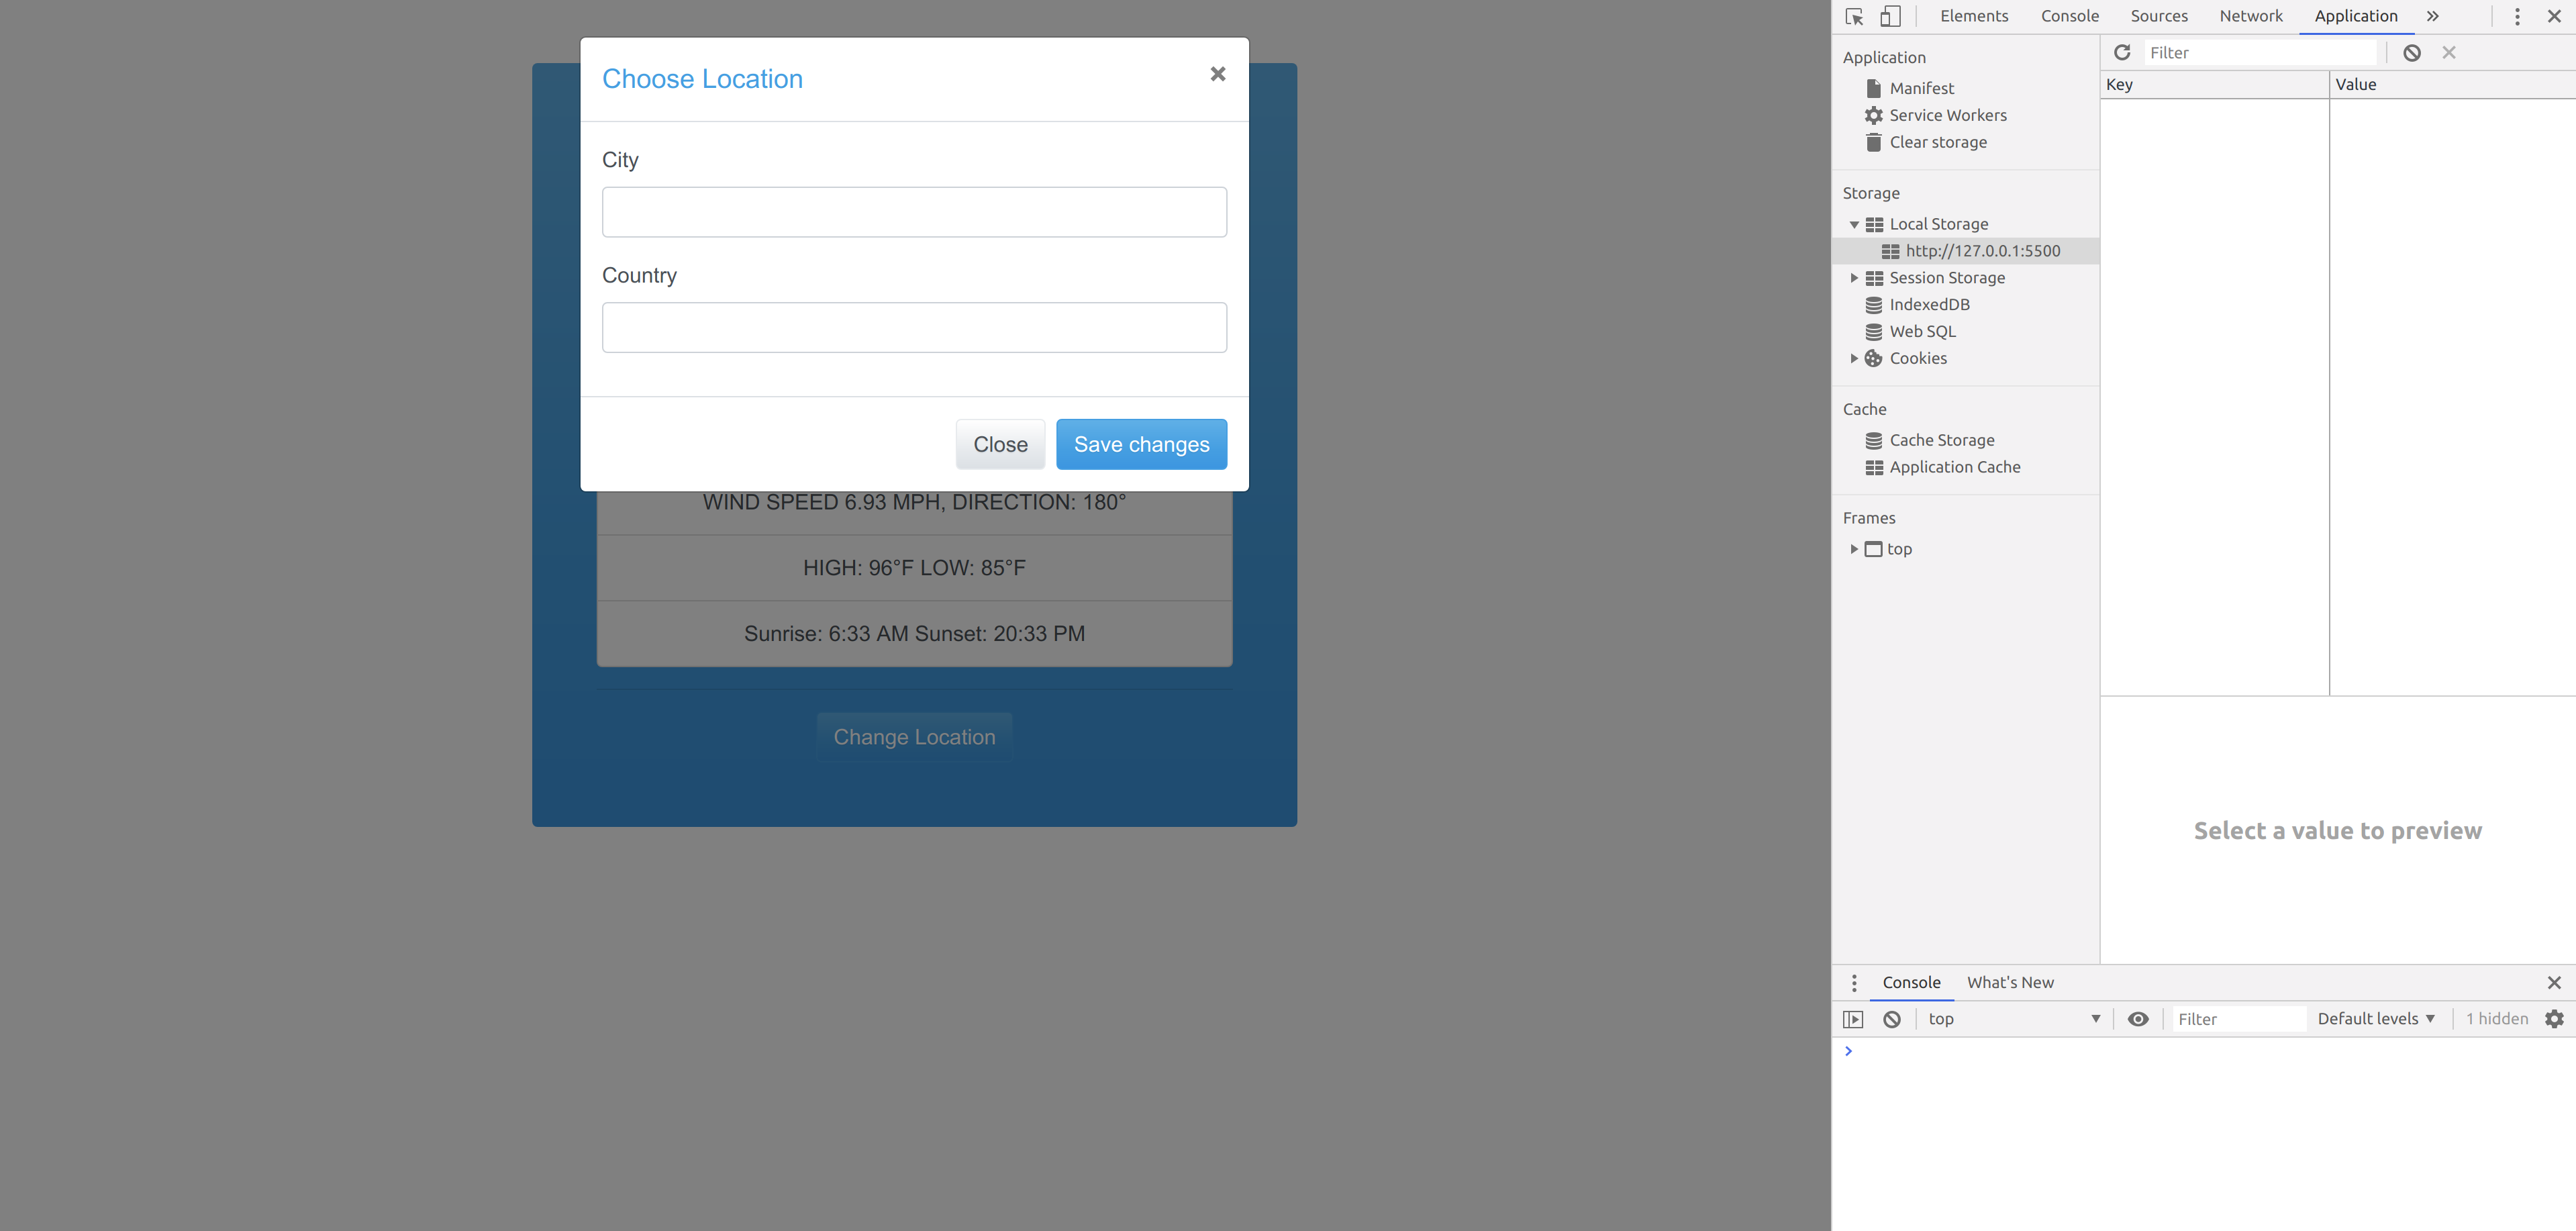 Choose Location
City
Country
Close Save changes
WIND SPEED 6.93 MPH, DIRECTION: 180°
HIGH: 96°F LOW: 85°F
Sunrise: 6:33 AM Sunset: 20:33 PM
Change Location
Elements Console Sources Network Application
Application
Manifest
Service Workers
Clear storage
Storage
Local Storage
http://127.0.0.1:5500
Session Storage
IndexedDB
Web SQL
Cookies
Cache
Cache Storage
Application Cache
Frames
top
Filter
Key Value
Select a value to preview
Console What's New
top Filter Default levels 1 hidden